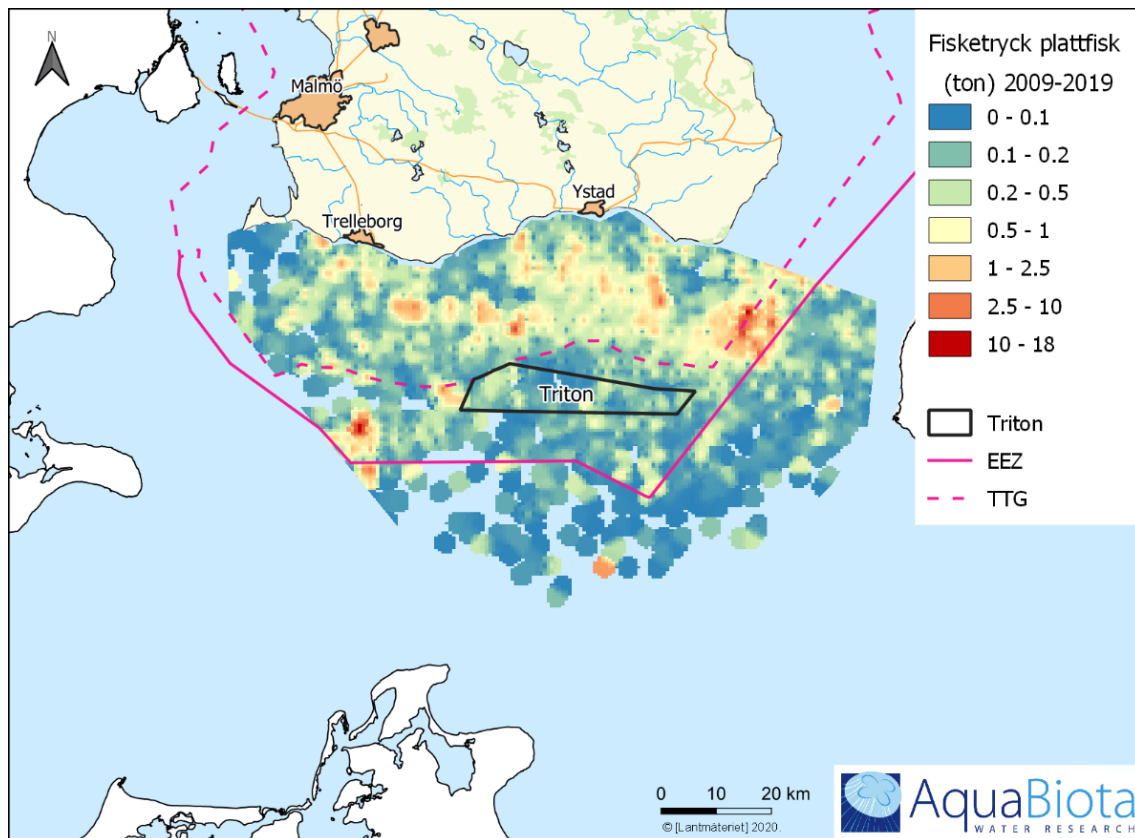 N
Malmö
Ystad
Trelleborg
Triton
Fisketryck plattfisk
(ton) 2009-2019
0 - 0.1
0.1 - 0.2
0.2 - 0.5
0.5 - 1
1 - 2.5
2.5 - 10
10 - 18
Triton
EEZ
TTG
0 10 20 km
© [Lantmäteriet] 2020.
AquaBiota
WATER RESEARCH